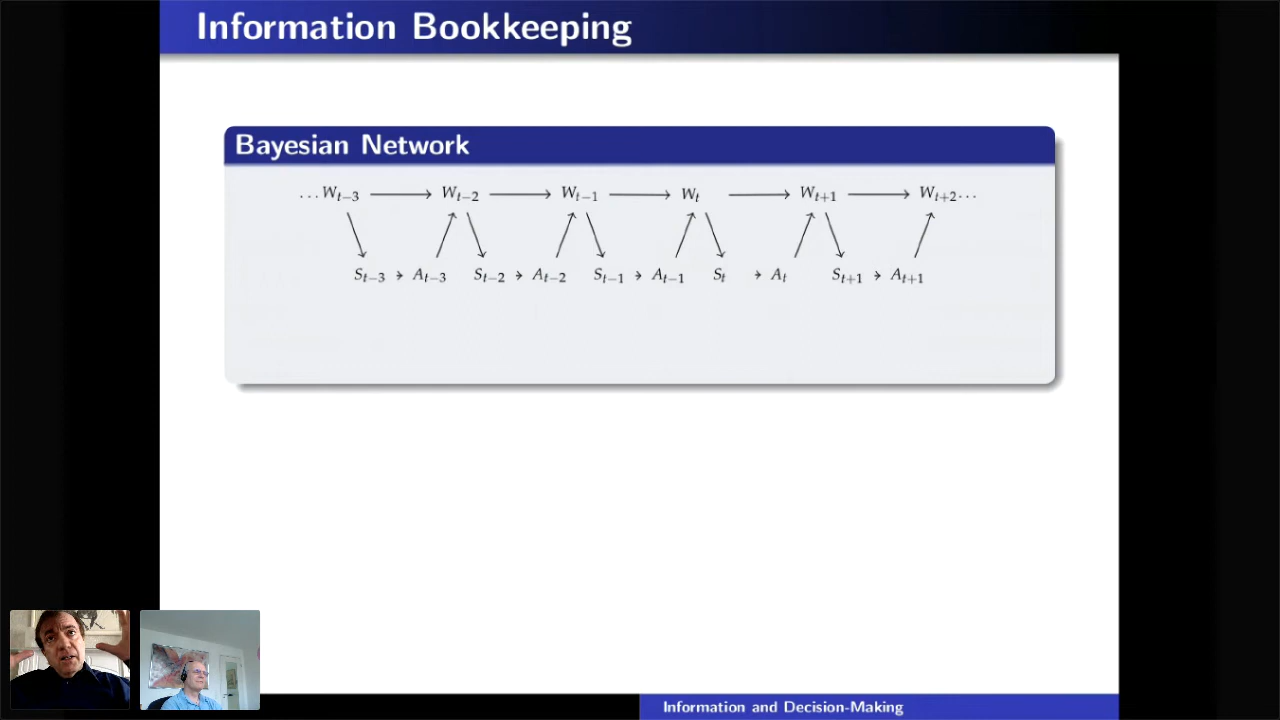 Information Bookkeeping
Bayesian Network
... W_{t−3} → W_{t−2} → W_{t−1} → W_t → W_{t+1} → W_{t+2} ...
S_{t−3} → A_{t−3} S_{t−2} → A_{t−2} S_{t−1} → A_{t−1} S_t → A_t S_{t+1} → A_{t+1}
Information and Decision-Making